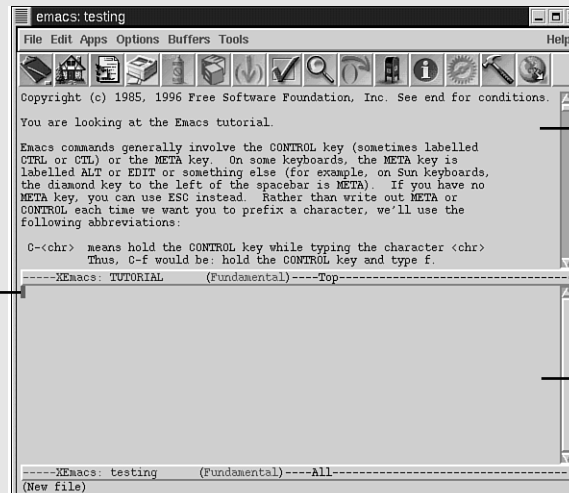 emacs: testing
File Edit Apps Options Buffers Tools Help
Copyright (c) 1985, 1996 Free Software Foundation, Inc. See end for conditions.
You are looking at the Emacs tutorial.
Emacs commands generally involve the CONTROL key (sometimes labelled
CTRL or CTL) or the META key.  On some keyboards, the META key is
labelled ALT or EDIT or something else (for example, on Sun keyboards,
the diamond key to the left of the spacebar is META).  If you have no
META key, you can use ESC instead.  Rather than write out META or
CONTROL each time we want you to prefix a character, we'll use the
following abbreviations:
C-<chr>  means hold the CONTROL key while typing the character <chr>
Thus, C-f would be: hold the CONTROL key and type f.
-----XEmacs: TUTORIAL      (Fundamental)----Top----------------------------------
-----XEmacs: testing      (Fundamental)----All----------------------------------
(New file)